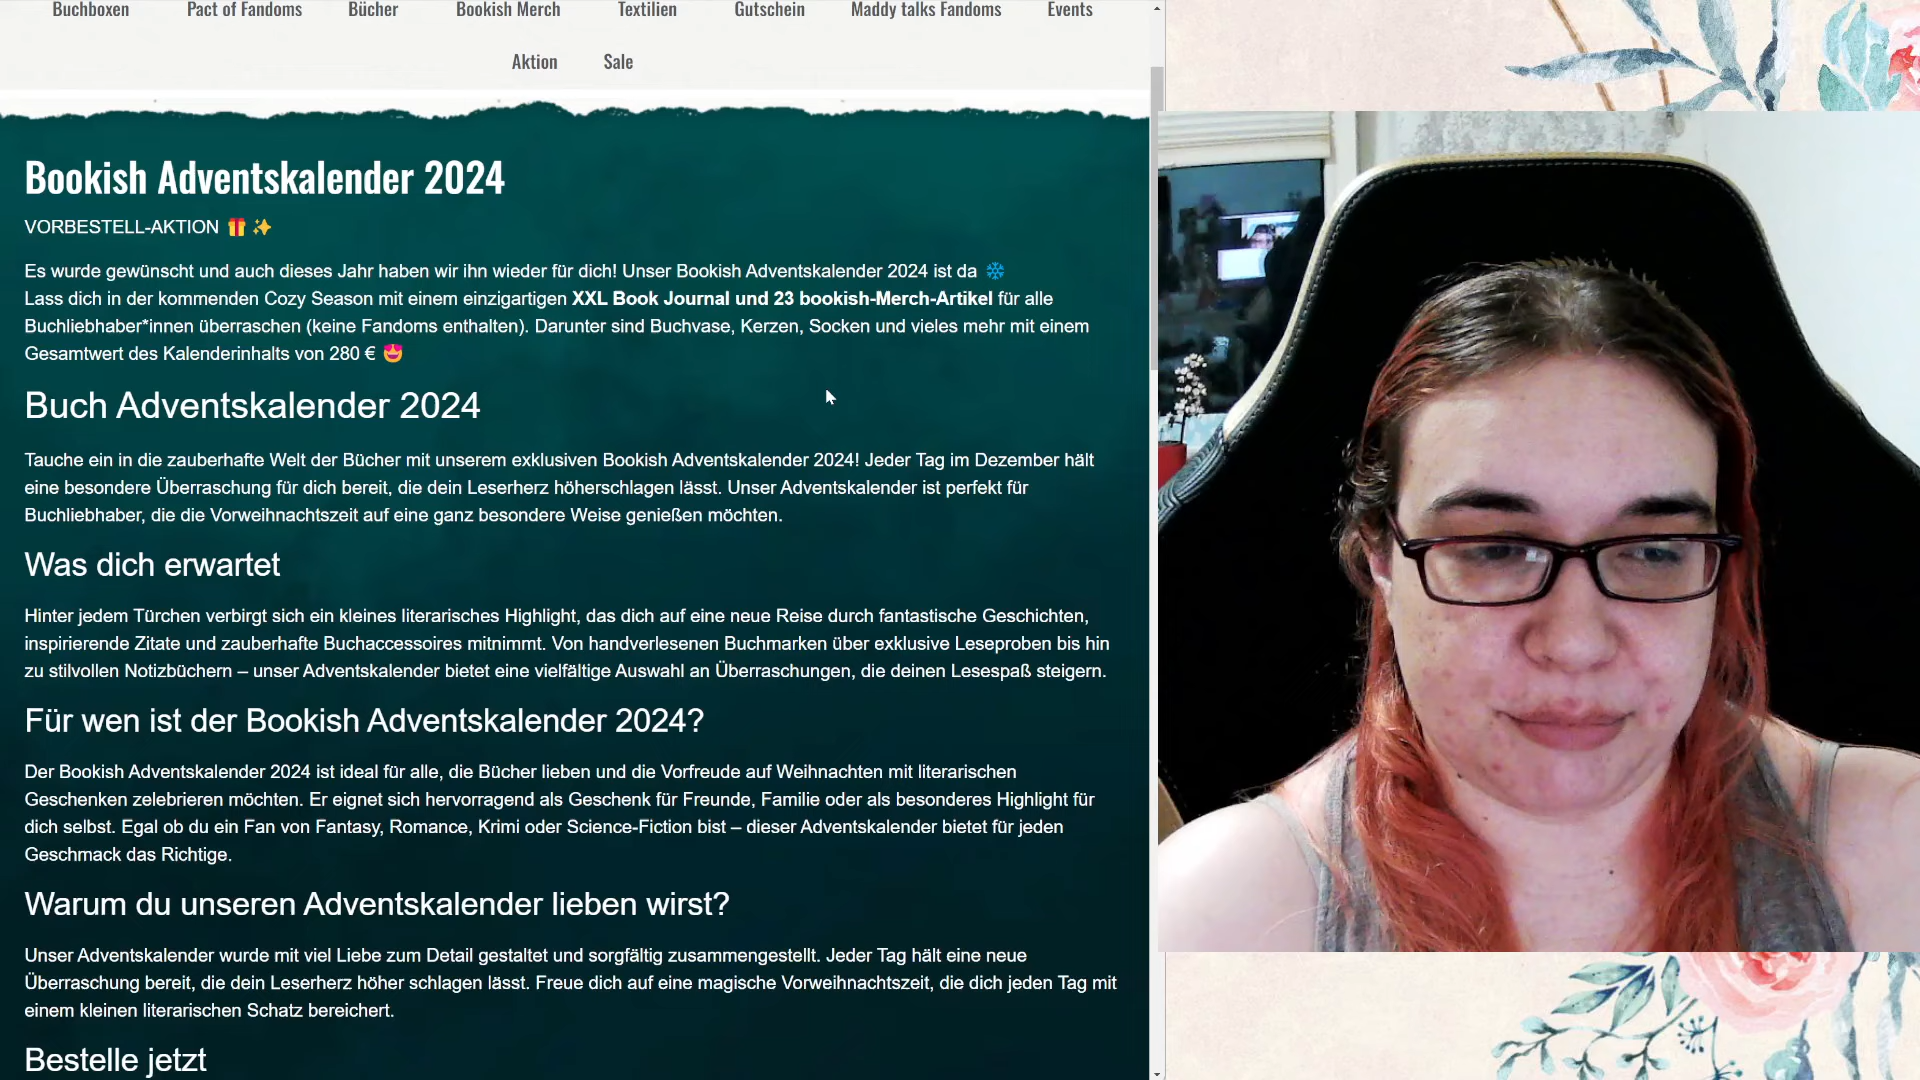 Buchboxen Pact of Fandoms Bücher Bookish Merch Textilien Gutschein Maddy talks Fandoms Events
Aktion Sale
Bookish Adventskalender 2024
VORBESTELL-AKTION 🎁 ✨
Es wurde gewünscht und auch dieses Jahr haben wir ihn wieder für dich! Unser Bookish Adventskalender 2024 ist da ❄️
Lass dich in der kommenden Cozy Season mit einem einzigartigen XXL Book Journal und 23 bookish-Merch-Artikel für alle
Buchliebhaber*innen überraschen (keine Fandoms enthalten). Darunter sind Buchvase, Kerzen, Socken und vieles mehr mit einem
Gesamtwert des Kalenderinhalts von 280 € 😍
Buch Adventskalender 2024
Tauche ein in die zauberhafte Welt der Bücher mit unserem exklusiven Bookish Adventskalender 2024! Jeder Tag im Dezember hält
eine besondere Überraschung für dich bereit, die dein Leserherz höherschlagen lässt. Unser Adventskalender ist perfekt für
Buchliebhaber, die die Vorweihnachtszeit auf eine ganz besondere Weise genießen möchten.
Was dich erwartet
Hinter jedem Türchen verbirgt sich ein kleines literarisches Highlight, das dich auf eine neue Reise durch fantastische Geschichten,
inspirierende Zitate und zauberhafte Buchaccessoires mitnimmt. Von handverlesenen Buchmarken über exklusive Leseproben bis hin
zu stilvollen Notizbüchern – unser Adventskalender bietet eine vielfältige Auswahl an Überraschungen, die deinen Lesespaß steigern.
Für wen ist der Bookish Adventskalender 2024?
Der Bookish Adventskalender 2024 ist ideal für alle, die Bücher lieben und die Vorfreude auf Weihnachten mit literarischen
Geschenken zelebrieren möchten. Er eignet sich hervorragend als Geschenk für Freunde, Familie oder als besonderes Highlight für
dich selbst. Egal ob du ein Fan von Fantasy, Romance, Krimi oder Science-Fiction bist – dieser Adventskalender bietet für jeden
Geschmack das Richtige.
Warum du unseren Adventskalender lieben wirst?
Unser Adventskalender wurde mit viel Liebe zum Detail gestaltet und sorgfältig zusammengestellt. Jeder Tag hält eine neue
Überraschung bereit, die dein Leserherz höher schlagen lässt. Freue dich auf eine magische Vorweihnachtszeit, die dich jeden Tag mit
einem kleinen literarischen Schatz bereichert.
Bestelle jetzt